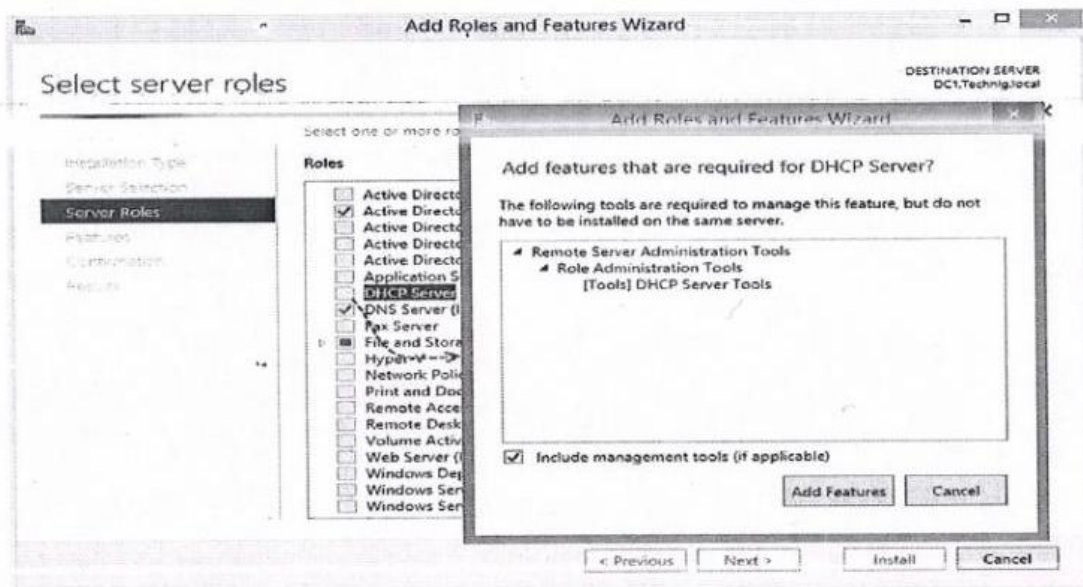 Add Roles and Features Wizard
Select server roles
DESTINATION SERVER
DC1.Technig.local
Select one or more ro
Installation Type
Server Selection
Server Roles
Features
Confirmation
Results
Roles
Active Directo
Active Directo
Active Directo
Active Directo
Active Directo
Application S
DHCP Server
DNS Server (I
Fax Server
File and Stora
Hyper-V
Network Polic
Print and Doc
Remote Acce
Remote Desk
Volume Activ
Web Server (I
Windows Dep
Windows Ser
Windows Ser
Add Roles and Features Wizard
Add features that are required for DHCP Server?
The following tools are required to manage this feature, but do not
have to be installed on the same server.
Remote Server Administration Tools
Role Administration Tools
[Tools] DHCP Server Tools
Include management tools (if applicable)
Add Features
Cancel
< Previous
Next >
Install
Cancel